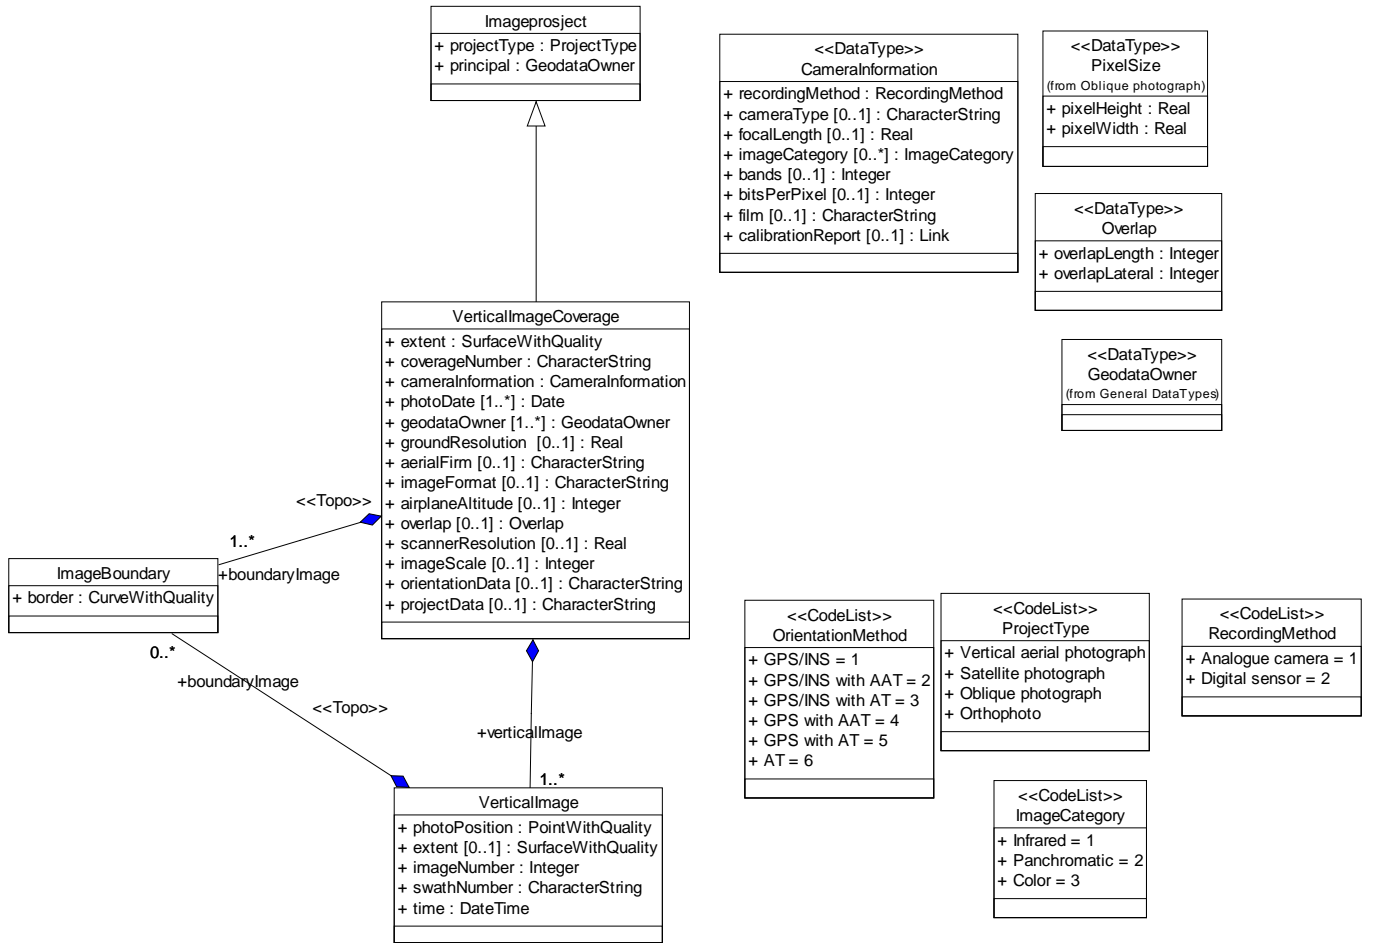 Imageprosject
+ projectType : ProjectType
+ principal : GeodataOwner
<<DataType>>
CameraInformation
+ recordingMethod : RecordingMethod
+ cameraType [0..1] : CharacterString
+ focalLength [0..1] : Real
+ imageCategory [0..*] : ImageCategory
+ bands [0..1] : Integer
+ bitsPerPixel [0..1] : Integer
+ film [0..1] : CharacterString
+ calibrationReport [0..1] : Link
<<DataType>>
PixelSize
(from Oblique photograph)
+ pixelHeight : Real
+ pixelWidth : Real
<<DataType>>
Overlap
+ overlapLength : Integer
+ overlapLateral : Integer
<<DataType>>
GeodataOwner
(from General DataTypes)
VerticalImageCoverage
+ extent : SurfaceWithQuality
+ coverageNumber : CharacterString
+ cameraInformation : CameraInformation
+ photoDate [1..*] : Date
+ geodataOwner [1..*] : GeodataOwner
+ groundResolution  [0..1] : Real
+ aerialFirm [0..1] : CharacterString
+ imageFormat [0..1] : CharacterString
+ airplaneAltitude [0..1] : Integer
+ overlap [0..1] : Overlap
+ scannerResolution [0..1] : Real
+ imageScale [0..1] : Integer
+ orientationData [0..1] : CharacterString
+ projectData [0..1] : CharacterString
<<Topo>>
1..*
+boundaryImage
ImageBoundary
+ border : CurveWithQuality
0..*
+boundaryImage
<<Topo>>
+verticalImage
1..*
VerticalImage
+ photoPosition : PointWithQuality
+ extent [0..1] : SurfaceWithQuality
+ imageNumber : Integer
+ swathNumber : CharacterString
+ time : DateTime
<<CodeList>>
OrientationMethod
+ GPS/INS = 1
+ GPS/INS with AAT = 2
+ GPS/INS with AT = 3
+ GPS with AAT = 4
+ GPS with AT = 5
+ AT = 6
<<CodeList>>
ProjectType
+ Vertical aerial photograph
+ Satellite photograph
+ Oblique photograph
+ Orthophoto
<<CodeList>>
RecordingMethod
+ Analogue camera = 1
+ Digital sensor = 2
<<CodeList>>
ImageCategory
+ Infrared = 1
+ Panchromatic = 2
+ Color = 3